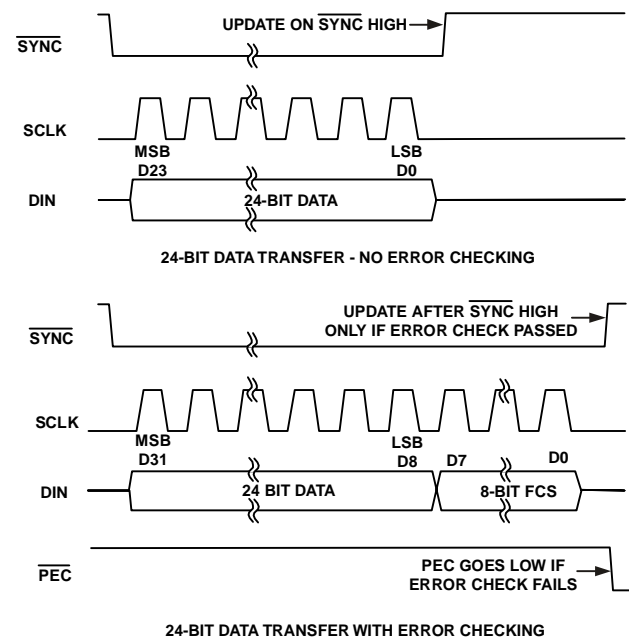 UPDATE ON SYNC HIGH
SYNC
SCLK
MSB
D23
LSB
D0
DIN
24-BIT DATA
24-BIT DATA TRANSFER - NO ERROR CHECKING
UPDATE AFTER SYNC HIGH
ONLY IF ERROR CHECK PASSED
SYNC
SCLK
MSB
D31
LSB
D8
D7
D0
DIN
24 BIT DATA
8-BIT FCS
PEC
PEC GOES LOW IF
ERROR CHECK FAILS
24-BIT DATA TRANSFER WITH ERROR CHECKING